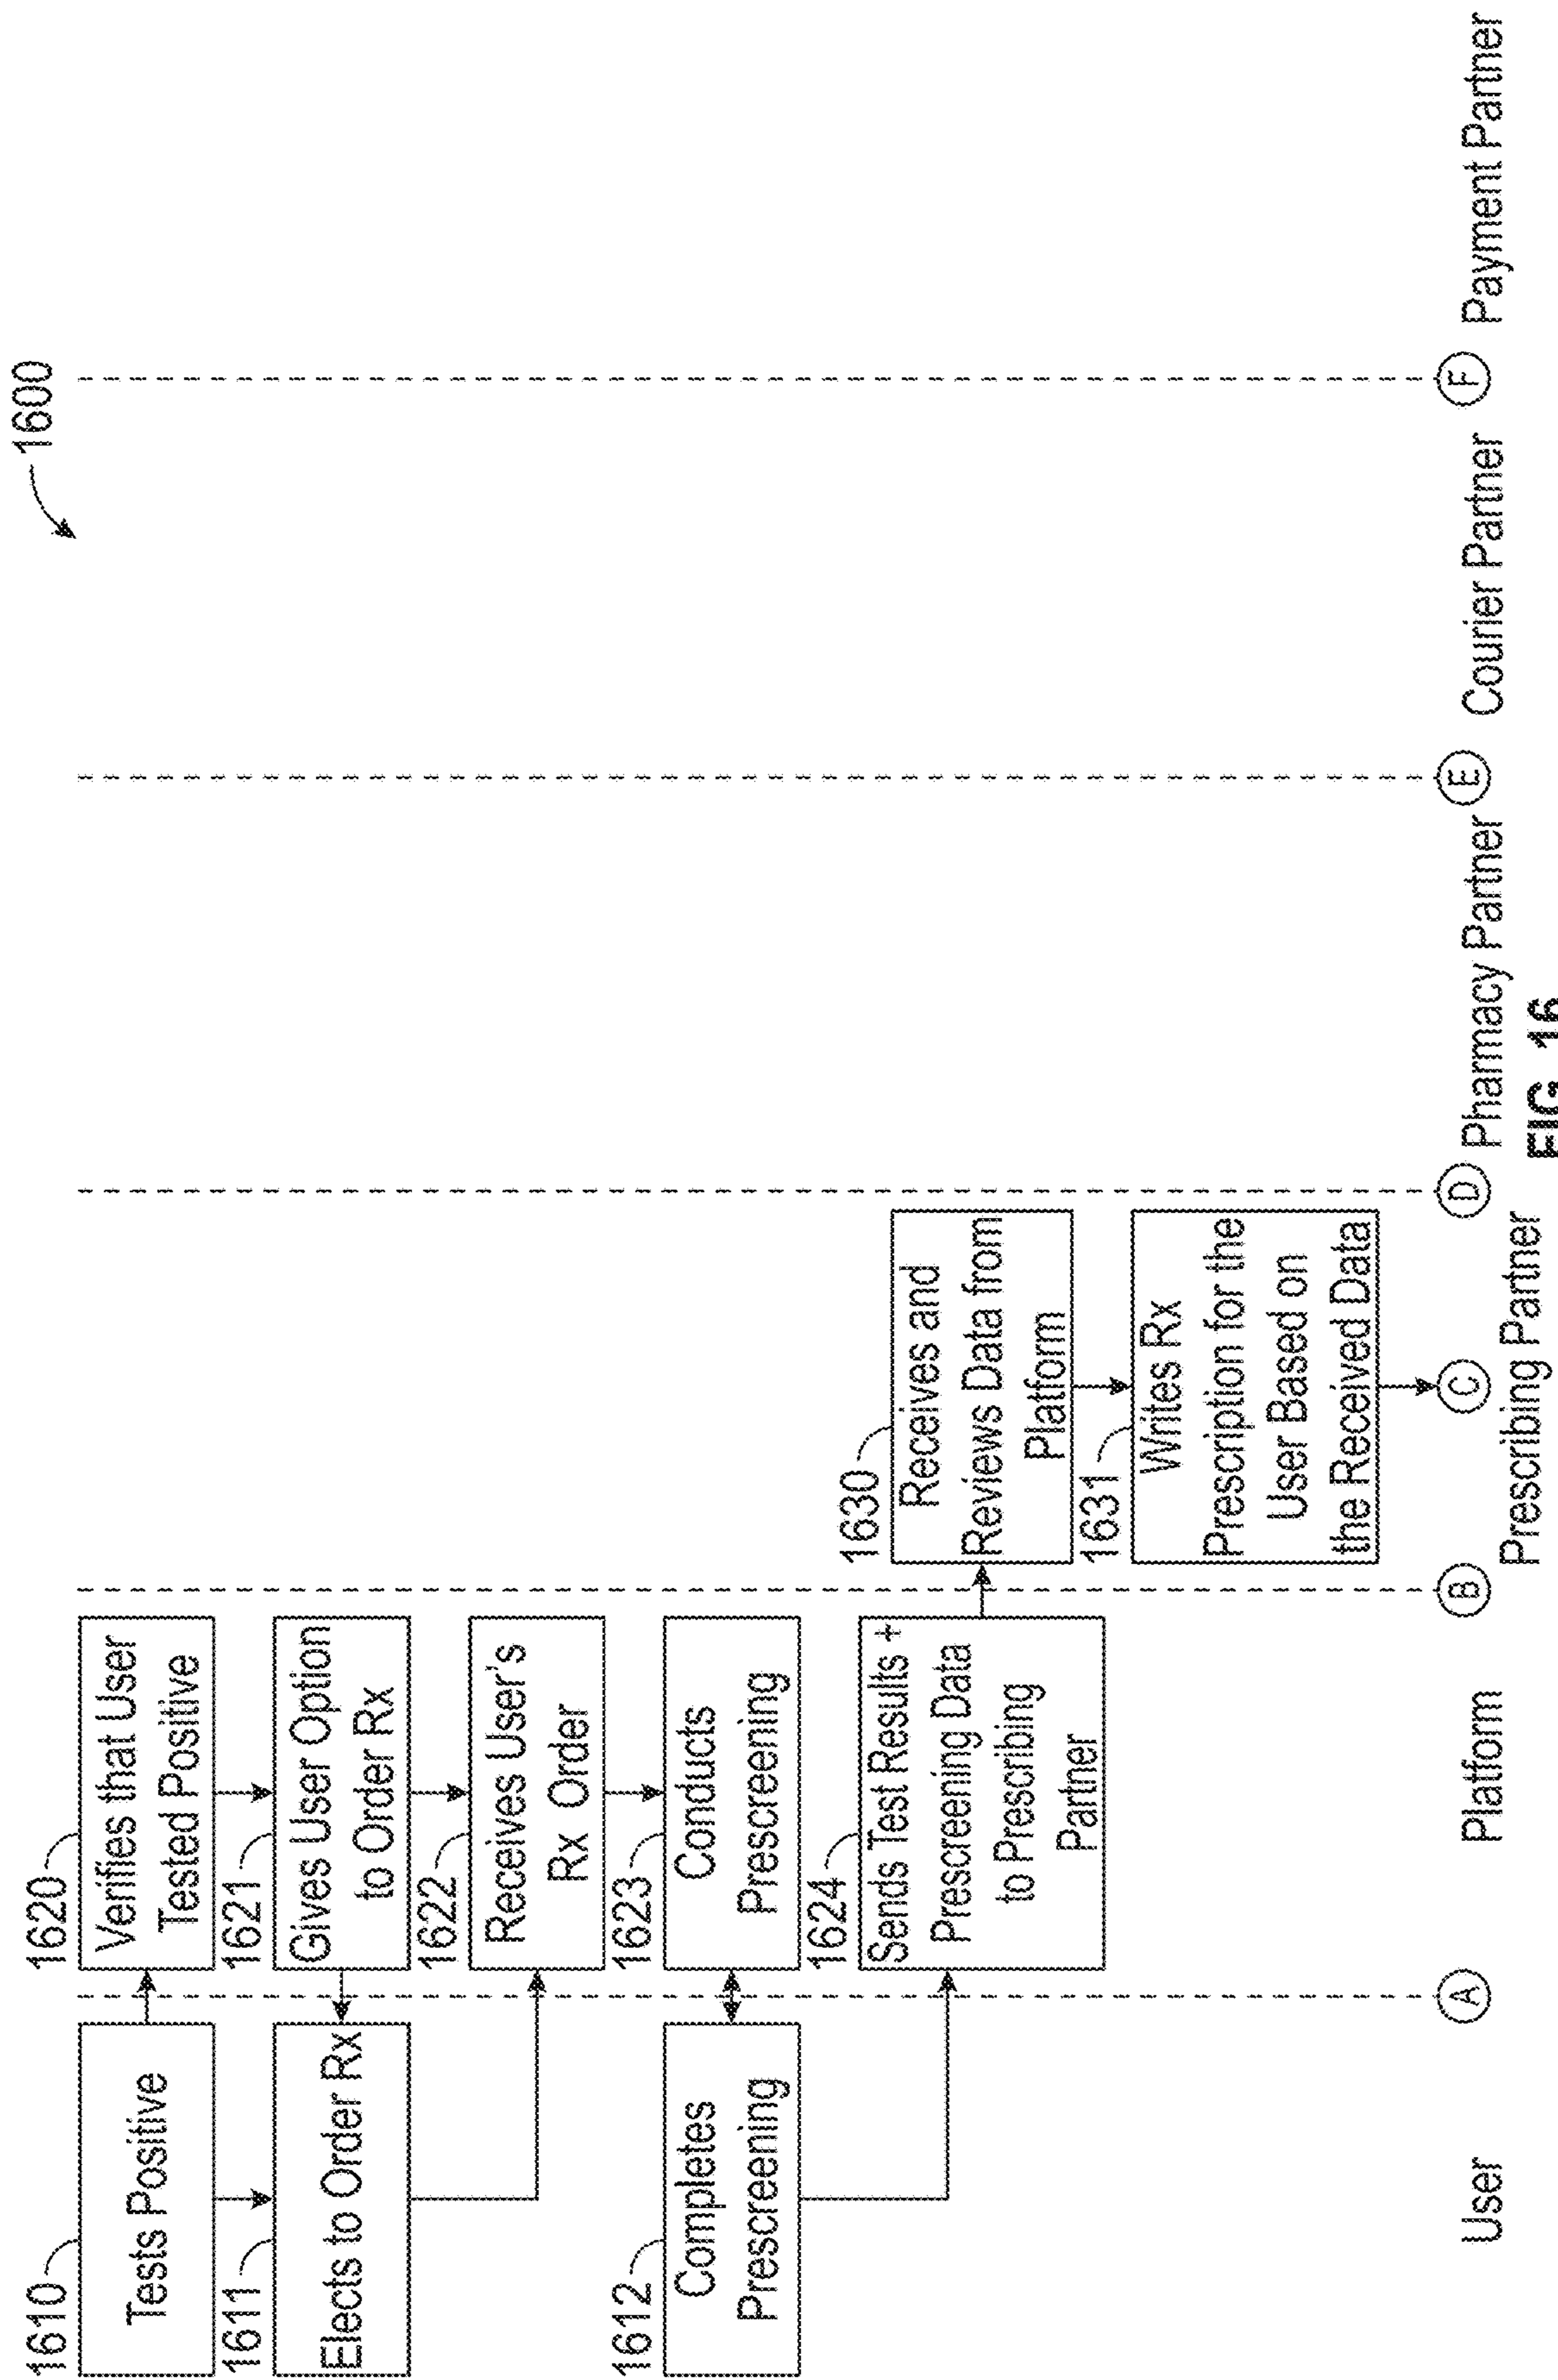 1600
1610
Tests Positive
1611
Elects to Order Rx
1612
Completes
Prescreening
1620
Verifies that User
Tested Positive
1621
Gives User Option
to Order Rx
1622
Receives User's
Rx Order
1623
Conducts
Prescreening
1624
Sends Test Results +
Prescreening Data
to Prescribing
Partner
1630
Receives and
Reviews Data from
Platform
1631
Writes Rx
Prescription for the
User Based on
the Received Data
A
B
C
D
E
F
User
Platform
Prescribing Partner
Pharmacy Partner
Courier Partner
Payment Partner
FIG. 16